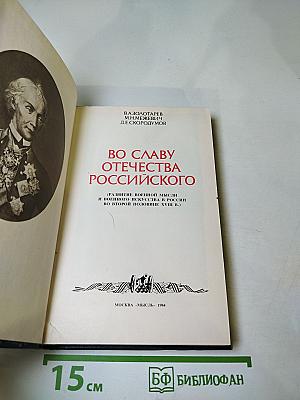 В.А.ЗОЛОТАРЕВ
М.Н.МЕЖЕВИЧ
Д.Е.СКОРОДУМОВ
ВО СЛАВУ
ОТЕЧЕСТВА
РОССИЙСКОГО
(РАЗВИТИЕ ВОЕННОЙ МЫСЛИ
И ВОЕННОГО ИСКУССТВА В РОССИИ
ВО ВТОРОЙ ПОЛОВИНЕ XVIII В.)
МОСКВА «МЫСЛЬ» 1984
15 см
БФ БИБЛИОФАН